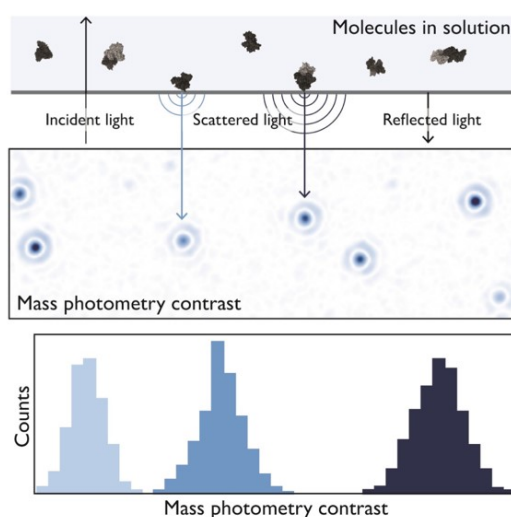 Molecules in solution
Incident light
Scattered light
Reflected light
Mass photometry contrast
Counts
Mass photometry contrast